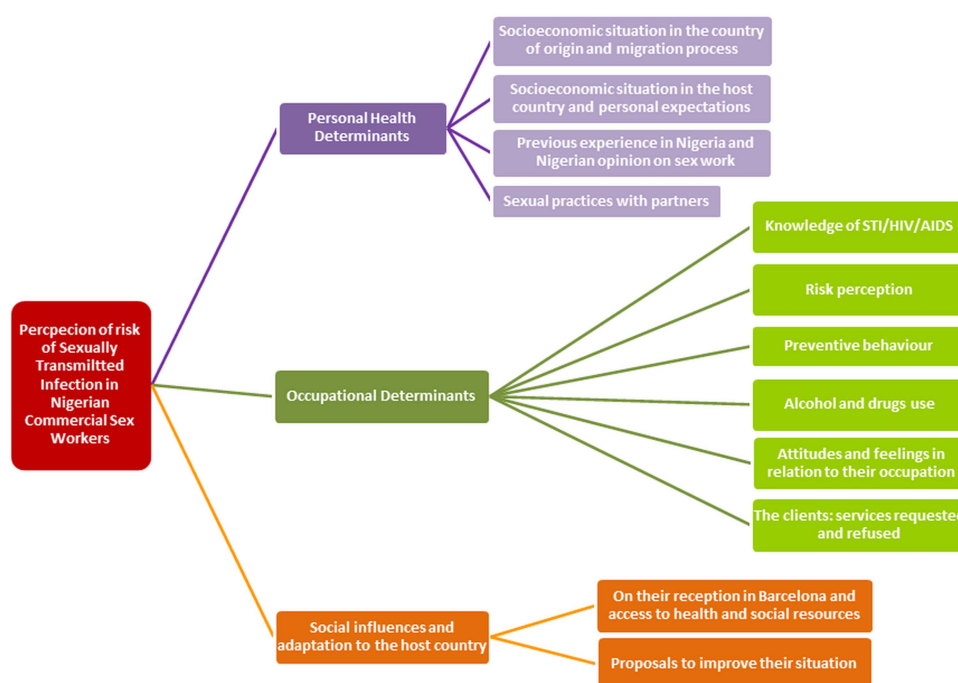 Socioeconomic situation in the country
of origin and migration process
Personal Health
Determinants
Socioeconomic situation in the host
country and personal expectations
Previous experience in Nigeria and
Nigerian opinion on sex work
Sexual practices with partners
Percpecion of risk
of Sexually
Transmiltted
Infection in
Nigerian
Commercial Sex
Workers
Occupational Determinants
Knowledge of STI/HIV/AIDS
Risk perception
Preventive behaviour
Alcohol and drugs use
Attitudes and feelings in
relation to their occupation
The clients: services requested
and refused
Social influences and
adaptation to the host country
On their reception in Barcelona and
access to health and social resources
Proposals to improve their situation